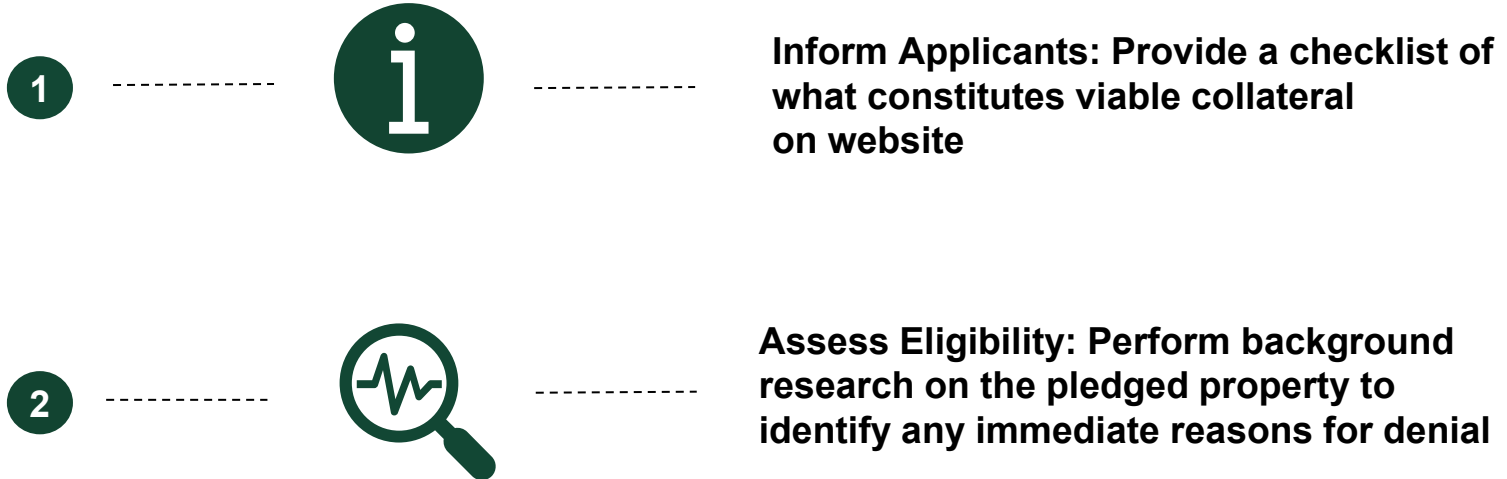 1
Inform Applicants: Provide a checklist of
what constitutes viable collateral
on website
2
Assess Eligibility: Perform background
research on the pledged property to
identify any immediate reasons for denial